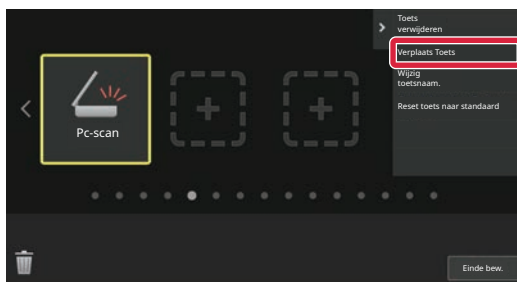 Toets
verwijderen
Verplaats Toets
Wijzig
toetsnaam.
Reset toets naar standaard
Pc-scan
Einde bew.